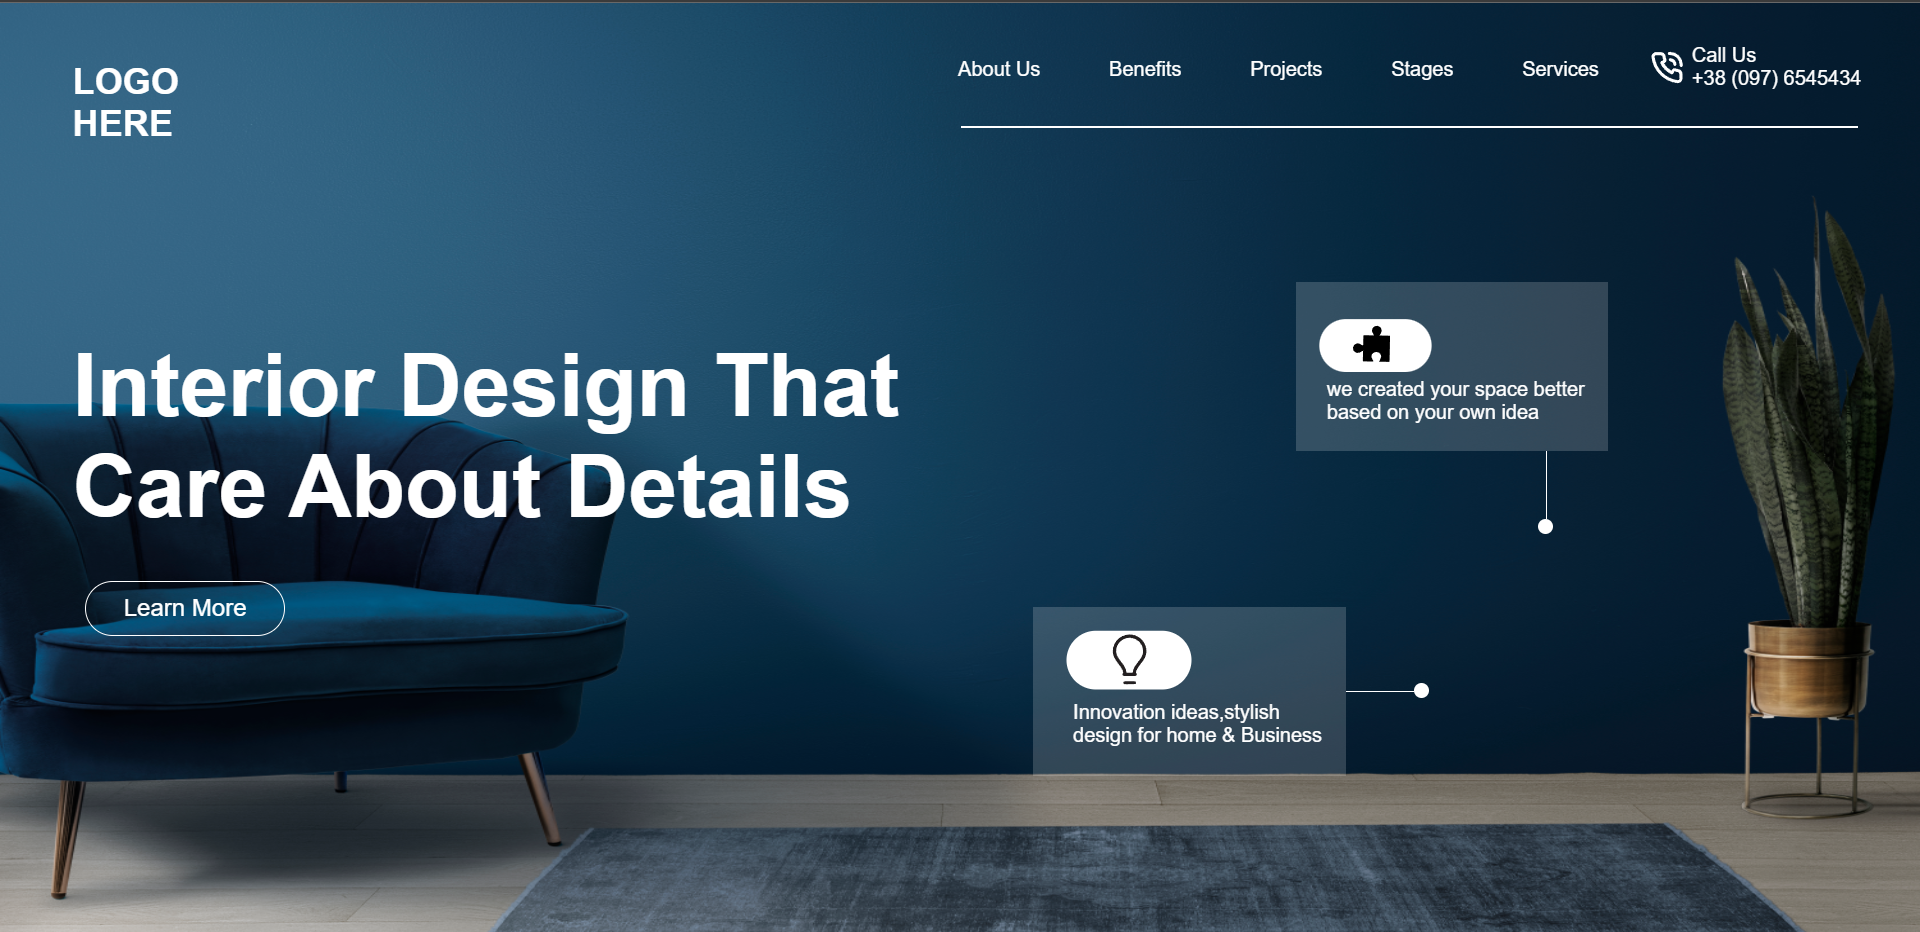 LOGO
HERE
About Us
Benefits
Projects
Stages
Services
Call Us
+38 (097) 6545434
Interior Design That
Care About Details
Learn More
we created your space better
based on your own idea
Innovation ideas,stylish
design for home & Business